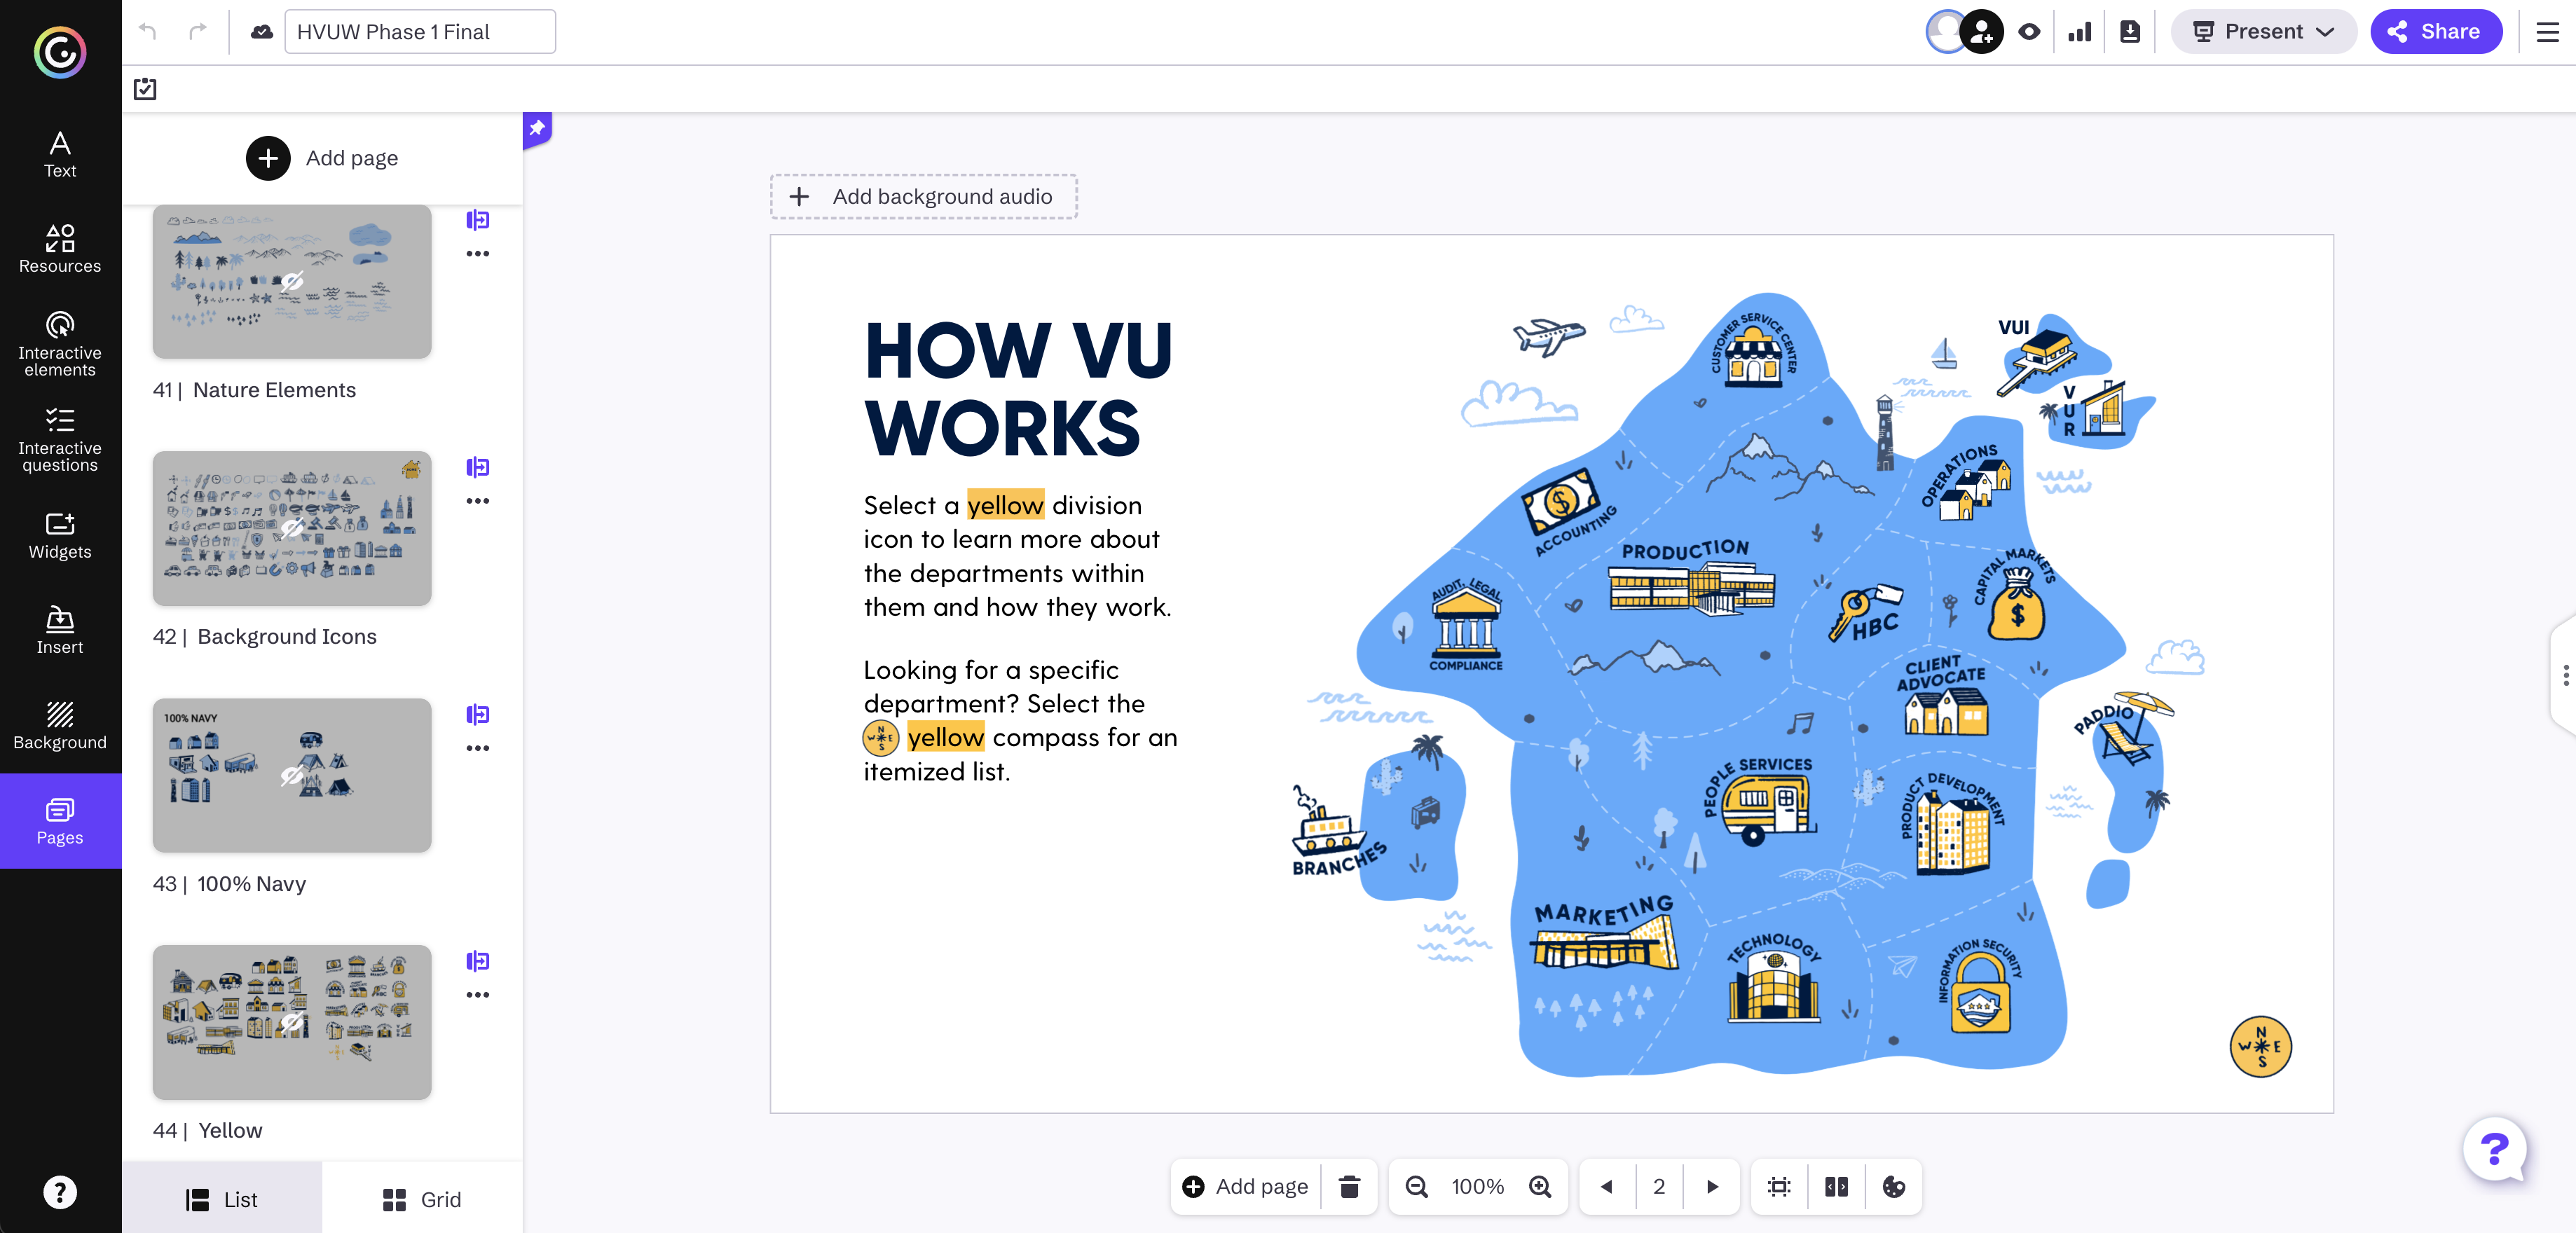 HVUW Phase 1 Final
Present
Share
Text
Resources
Interactive
elements
Interactive
questions
Widgets
Insert
Background
Pages
Add page
41 | Nature Elements
42 | Background Icons
100% NAVY
43 | 100% Navy
44 | Yellow
List
Grid
Add background audio
HOW VU
WORKS
Select a yellow division
icon to learn more about
the departments within
them and how they work.
Looking for a specific
department? Select the
N
W E
S
yellow compass for an
itemized list.
CUSTOMER SERVICE CENTER
VUI
VUR
OPERATIONS
$
ACCOUNTING
PRODUCTION
CAPITAL MARKETS
$
AUDIT, LEGAL,
COMPLIANCE
HBC
CLIENT
ADVOCATE
PADDIO
PEOPLE SERVICES
PRODUCT DEVELOPMENT
BRANCHES
MARKETING
TECHNOLOGY
INFORMATION SECURITY
N
W E
S
Add page
100%
2
?
?